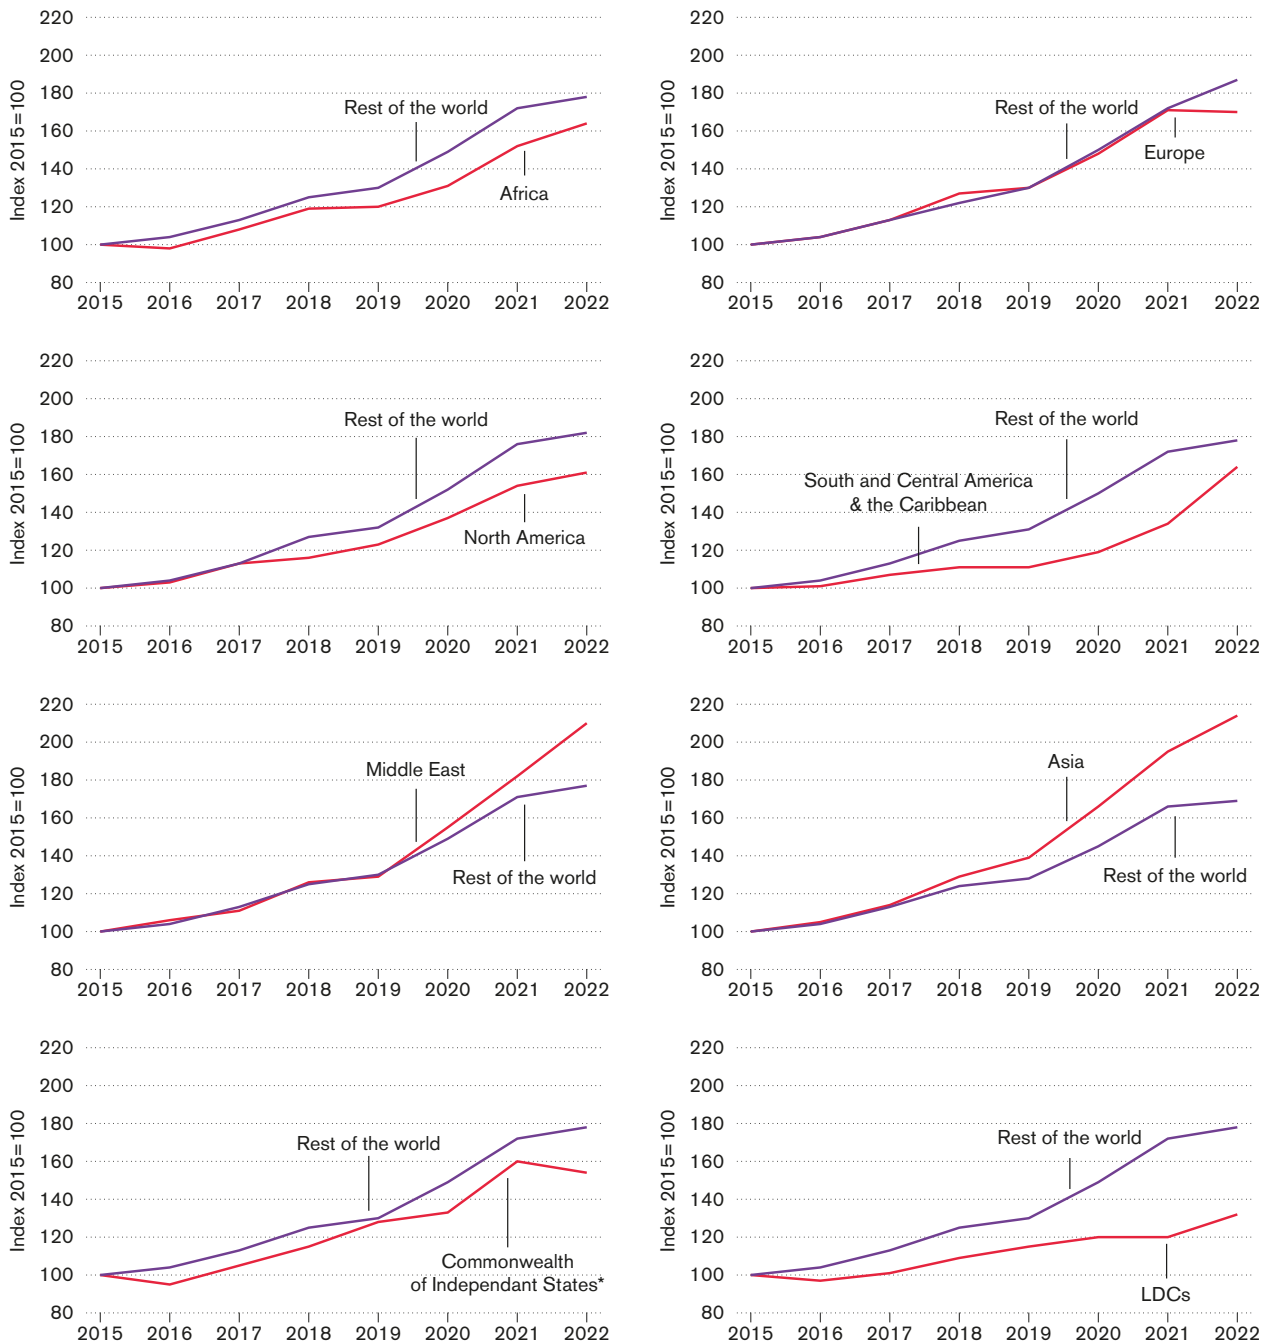 Index 2015=100
220
200
180
160
140
120
100
80
Rest of the world
Africa
2015 2016 2017 2018 2019 2020 2021 2022
Index 2015=100
220
200
180
160
140
120
100
80
Rest of the world
Europe
2015 2016 2017 2018 2019 2020 2021 2022
Index 2015=100
220
200
180
160
140
120
100
80
Rest of the world
North America
2015 2016 2017 2018 2019 2020 2021 2022
Index 2015=100
220
200
180
160
140
120
100
80
Rest of the world
South and Central America
& the Caribbean
2015 2016 2017 2018 2019 2020 2021 2022
Index 2015=100
220
200
180
160
140
120
100
80
Middle East
Rest of the world
2015 2016 2017 2018 2019 2020 2021 2022
Index 2015=100
220
200
180
160
140
120
100
80
Asia
Rest of the world
2015 2016 2017 2018 2019 2020 2021 2022
Index 2015=100
220
200
180
160
140
120
100
80
Rest of the world
Commonwealth
of Independant States*
2015 2016 2017 2018 2019 2020 2021 2022
Index 2015=100
220
200
180
160
140
120
100
80
Rest of the world
LDCs
2015 2016 2017 2018 2019 2020 2021 2022